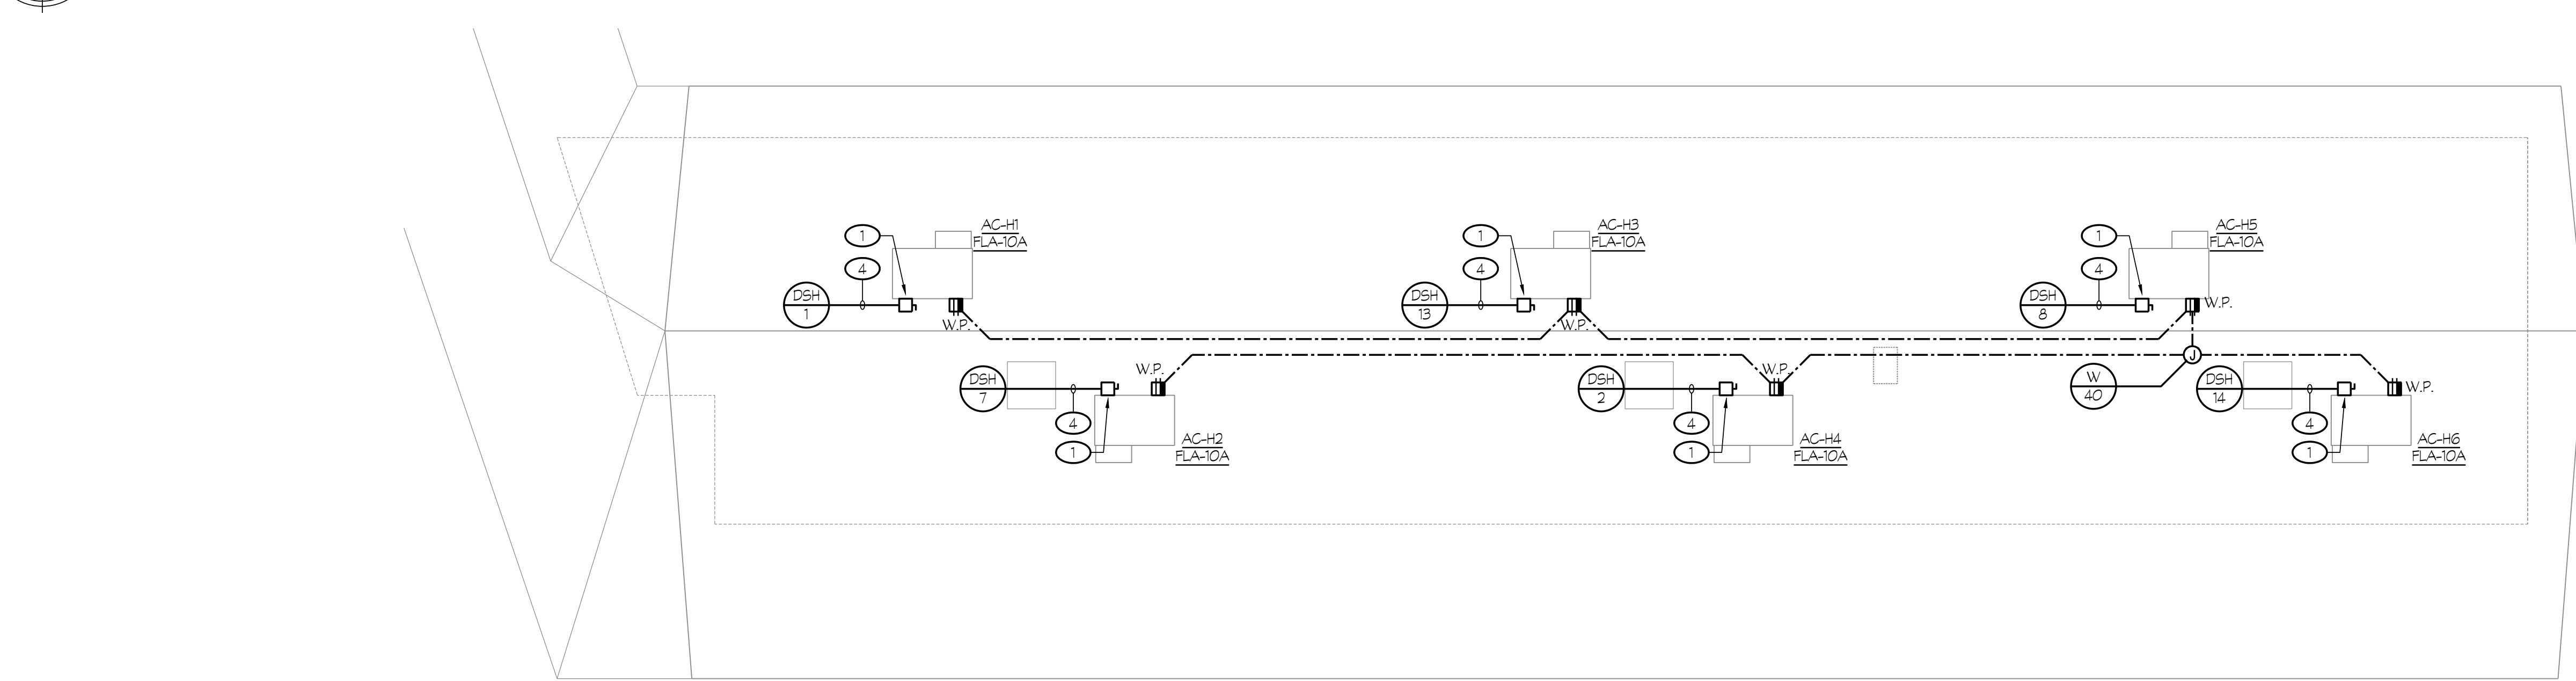 AC-H1
FLA-10A
1
4
DSH
1
W.P.
AC-H3
FLA-10A
1
4
DSH
13
W.P.
AC-H5
FLA-10A
1
4
DSH
8
W.P.
DSH
7
W.P.
4
1
AC-H2
FLA-10A
DSH
2
W.P.
4
1
AC-H4
FLA-10A
J
W
40
DSH
14
W.P.
4
1
AC-H6
FLA-10A